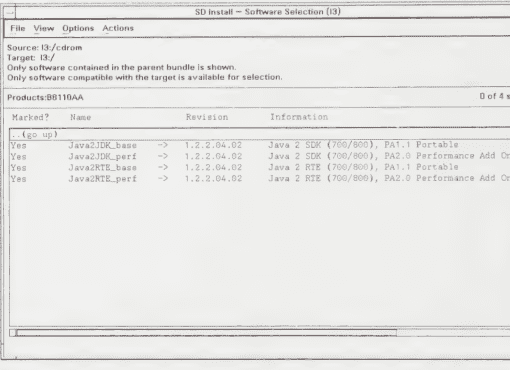 SD Install – Software Selection (l3)
File View Options Actions
Source: l3:/cdrom
Target: l3:/
Only software contained in the parent bundle is shown.
Only software compatible with the target is available for selection.
Products:B8110AA 0 of 4 s
Marked? Name Revision Information
..(go up)
Yes Java2JDK_base -> 1.2.2.04.02 Java 2 SDK (700/800), PA1.1 Portable
Yes Java2JDK_perf -> 1.2.2.04.02 Java 2 SDK (700/800), PA2.0 Performance Add On
Yes Java2RTE_base -> 1.2.2.04.02 Java 2 RTE (700/800), PA1.1 Portable
Yes Java2RTE_perf -> 1.2.2.04.02 Java 2 RTE (700/800), PA2.0 Performance Add On